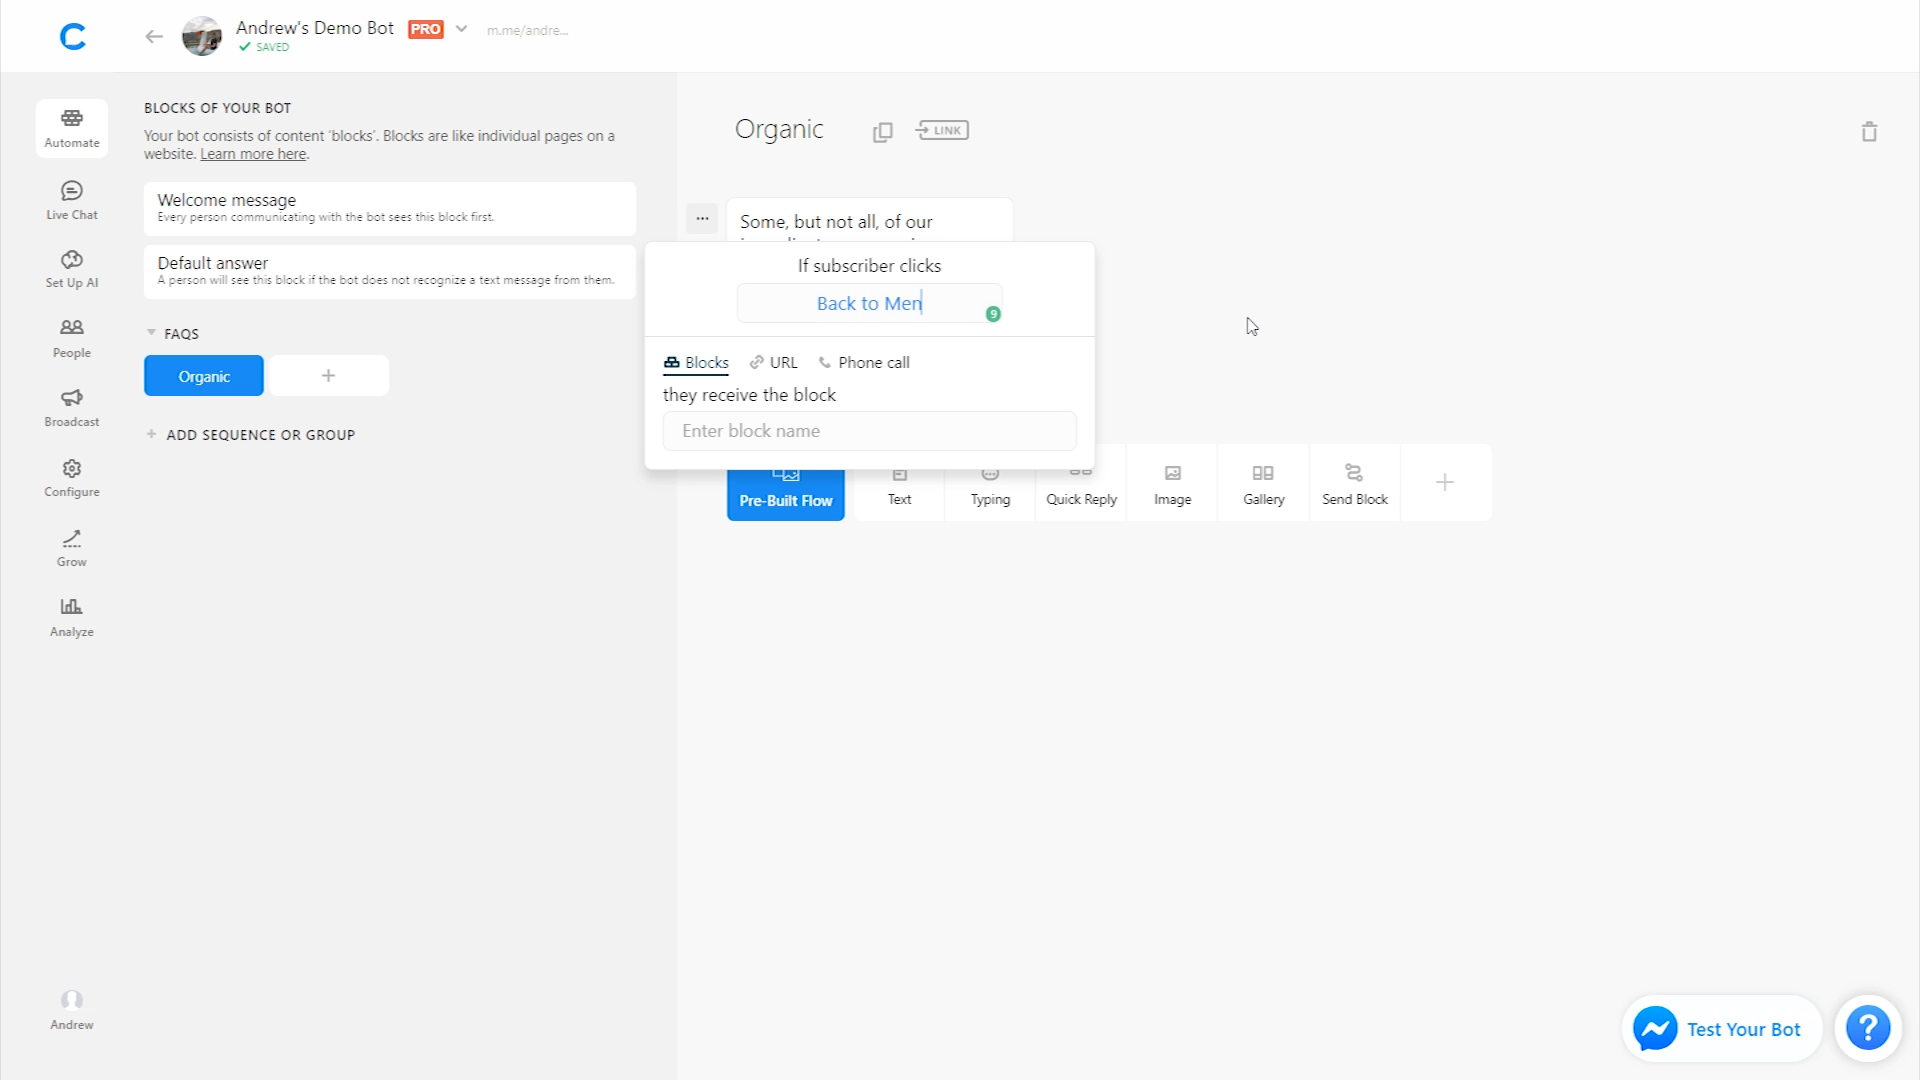 Andrew's Demo Bot PRO m.me/andre...
SAVED
Automate
Live Chat
Set Up AI
People
Broadcast
Configure
Grow
Analyze
Andrew
BLOCKS OF YOUR BOT
Your bot consists of content 'blocks'. Blocks are like individual pages on a
website. Learn more here.
Welcome message
Every person communicating with the bot sees this block first.
Default answer
A person will see this block if the bot does not recognize a text message from them.
FAQS
Organic
+
+ ADD SEQUENCE OR GROUP
Organic
LINK
Some, but not all, of our
If subscriber clicks
Back to Men
9
Blocks URL Phone call
they receive the block
Enter block name
Pre-Built Flow Text Typing Quick Reply Image Gallery Send Block +
Test Your Bot
?